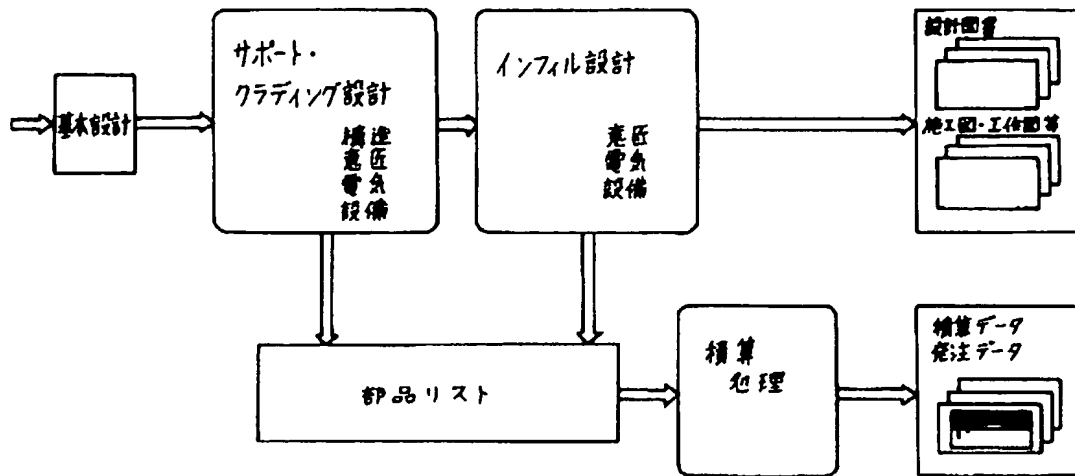 基本設計
サポート・
クラディング設計
構造
意匠
電気
設備
インフィル設計
意匠
電気
設備
設計図書
施工図・工作図等
部品リスト
積算
処理
積算データ
発注データ